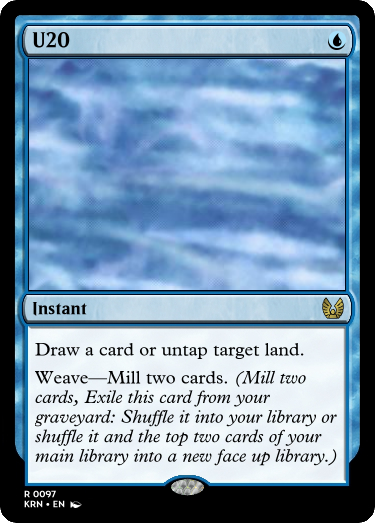 U2O
Instant
Draw a card or untap target land.
Weave—Mill two cards. (Mill two
cards, Exile this card from your
graveyard: Shuffle it into your library or
shuffle it and the top two cards of your
main library into a new face up library.)
R 0097
KRN • EN